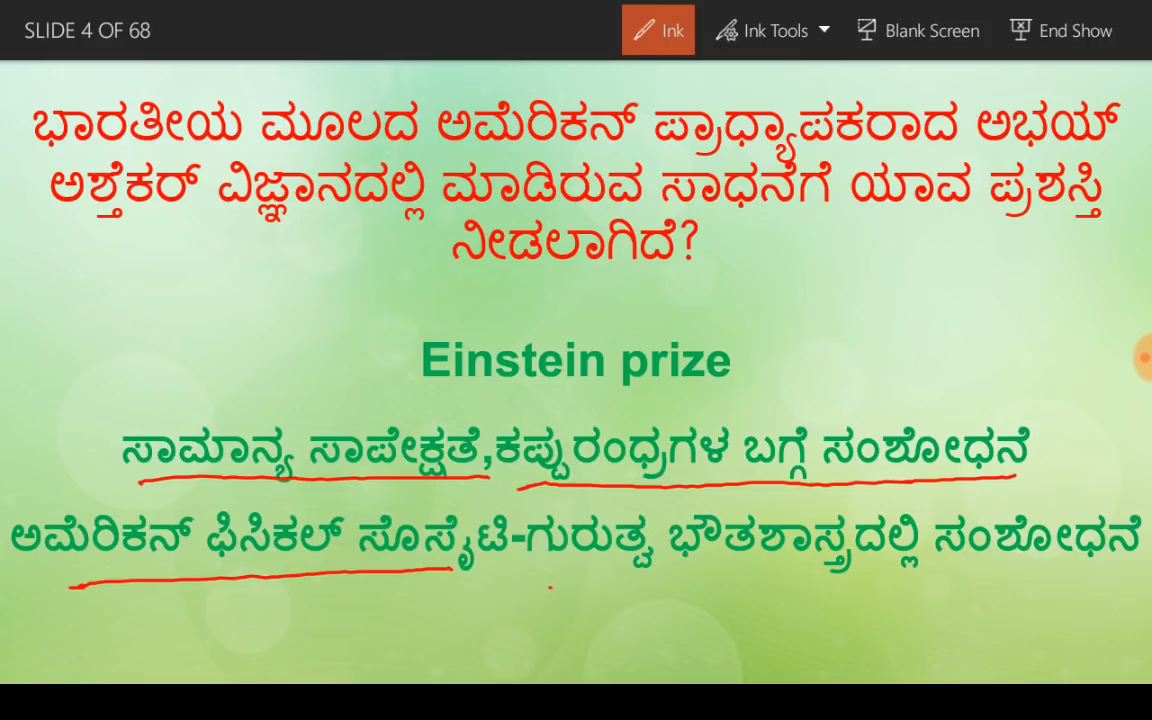 SLIDE 4 OF 68
Ink
Ink Tools
Blank Screen
End Show
ಭಾರತೀಯ ಮೂಲದ ಅಮೆರಿಕನ್ ಪ್ರಾಧ್ಯಾಪಕರಾದ ಅಭಯ್
ಅಶ್ತೆಕರ್ ವಿಜ್ಞಾನದಲ್ಲಿ ಮಾಡಿರುವ ಸಾಧನೆಗೆ ಯಾವ ಪ್ರಶಸ್ತಿ
ನೀಡಲಾಗಿದೆ?
Einstein prize
ಸಾಮಾನ್ಯ ಸಾಪೇಕ್ಷತೆ,ಕಪ್ಪುರಂಧ್ರಗಳ ಬಗ್ಗೆ ಸಂಶೋಧನೆ
ಅಮೆರಿಕನ್ ಫಿಸಿಕಲ್ ಸೊಸೈಟಿ-ಗುರುತ್ವ ಭೌತಶಾಸ್ತ್ರದಲ್ಲಿ ಸಂಶೋಧನೆ